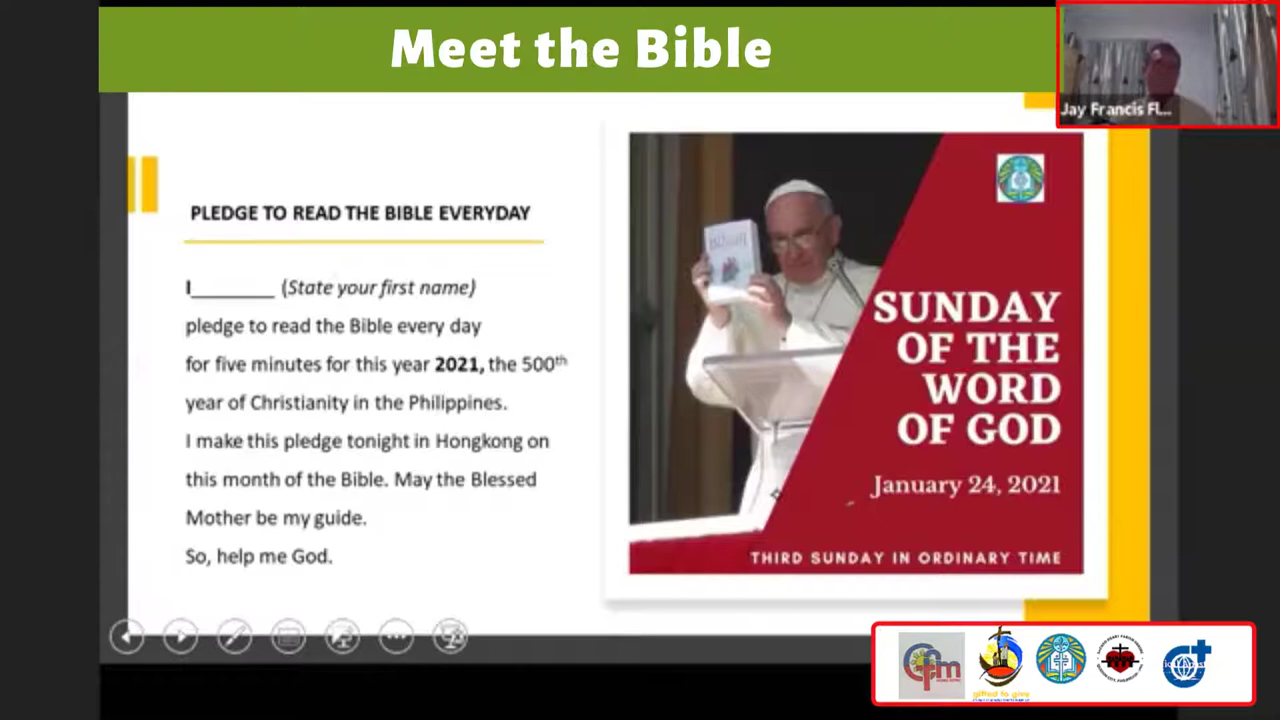 Meet the Bible
Jay Francis Fl...
PLEDGE TO READ THE BIBLE EVERYDAY
I________ (State your first name)
pledge to read the Bible every day
for five minutes for this year 2021, the 500th
year of Christianity in the Philippines.
I make this pledge tonight in Hongkong on
this month of the Bible. May the Blessed
Mother be my guide.
So, help me God.
SUNDAY
OF THE
WORD
OF GOD
January 24, 2021
THIRD SUNDAY IN ORDINARY TIME
cfm
gifted to give